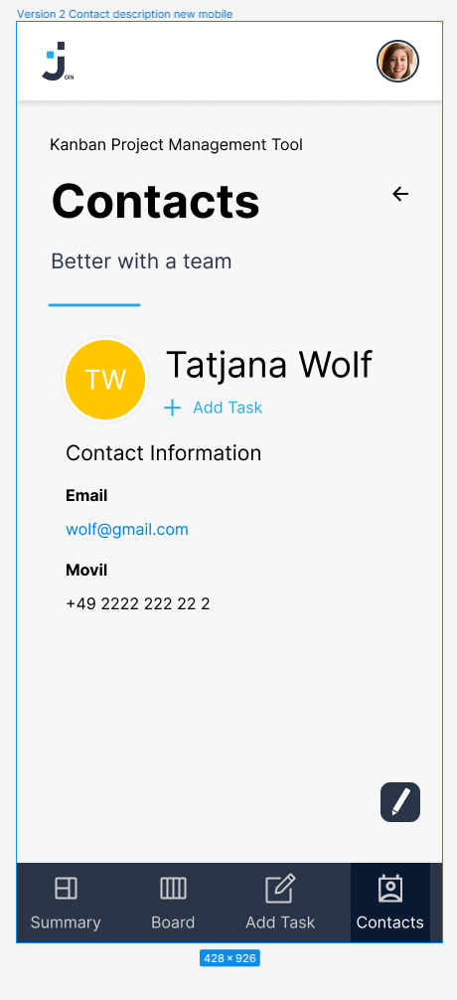 Version 2 Contact description new mobile
JOIN
Kanban Project Management Tool
Contacts
Better with a team
TW
Tatjana Wolf
Add Task
Contact Information
Email
wolf@gmail.com
Movil
+49 2222 222 22 2
Summary
Board
Add Task
Contacts
428 × 926